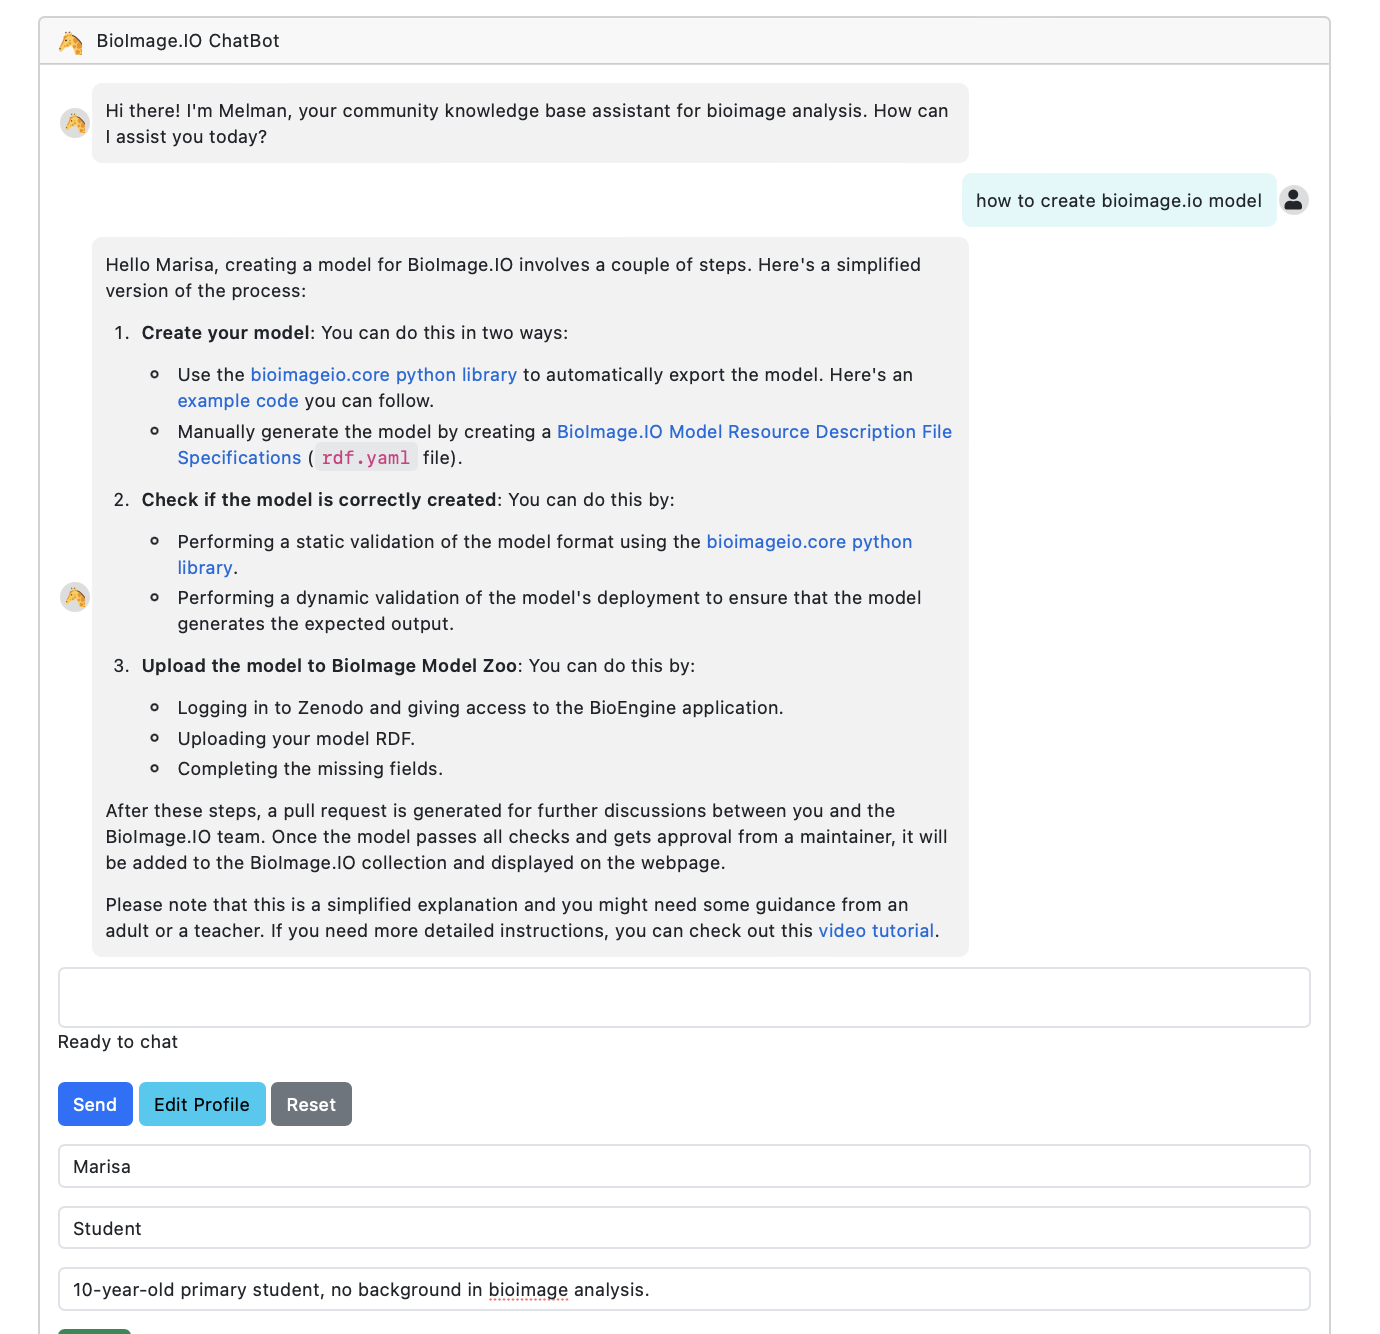 BioImage.IO ChatBot
Hi there! I'm Melman, your community knowledge base assistant for bioimage analysis. How can
I assist you today?
how to create bioimage.io model
Hello Marisa, creating a model for BioImage.IO involves a couple of steps. Here's a simplified
version of the process:
1. Create your model: You can do this in two ways:
Use the bioimageio.core python library to automatically export the model. Here's an
example code you can follow.
Manually generate the model by creating a BioImage.IO Model Resource Description File
Specifications ( rdf.yaml file).
2. Check if the model is correctly created: You can do this by:
Performing a static validation of the model format using the bioimageio.core python
library.
Performing a dynamic validation of the model's deployment to ensure that the model
generates the expected output.
3. Upload the model to BioImage Model Zoo: You can do this by:
Logging in to Zenodo and giving access to the BioEngine application.
Uploading your model RDF.
Completing the missing fields.
After these steps, a pull request is generated for further discussions between you and the
BioImage.IO team. Once the model passes all checks and gets approval from a maintainer, it will
be added to the BioImage.IO collection and displayed on the webpage.
Please note that this is a simplified explanation and you might need some guidance from an
adult or a teacher. If you need more detailed instructions, you can check out this video tutorial.
Ready to chat
Send Edit Profile Reset
Marisa
Student
10-year-old primary student, no background in bioimage analysis.